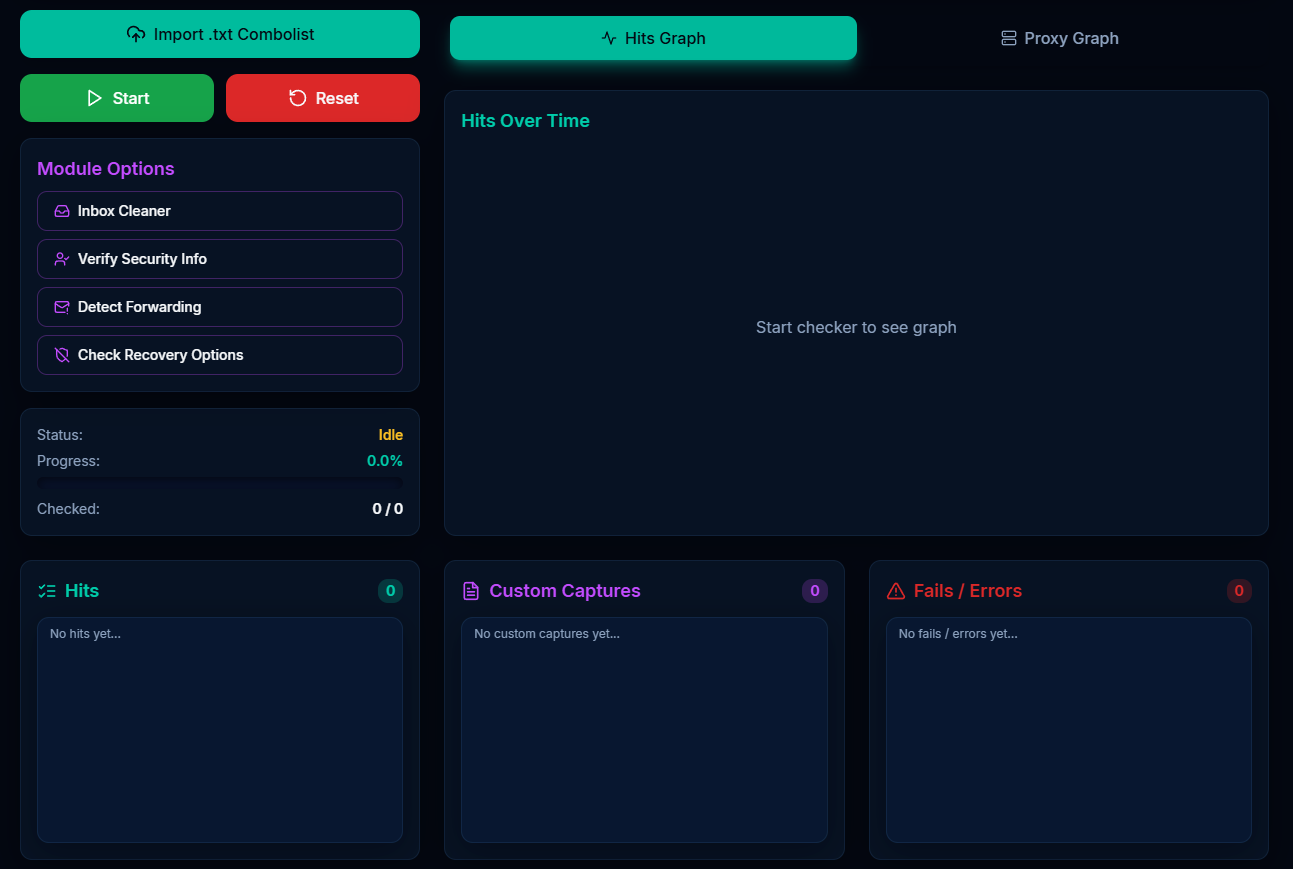 Import .txt Combolist
Hits Graph
Proxy Graph
Start
Reset
Hits Over Time
Module Options
Inbox Cleaner
Verify Security Info
Detect Forwarding
Check Recovery Options
Start checker to see graph
Status:
Idle
Progress:
0.0%
Checked:
0 / 0
Hits
0
No hits yet...
Custom Captures
0
No custom captures yet...
Fails / Errors
0
No fails / errors yet...